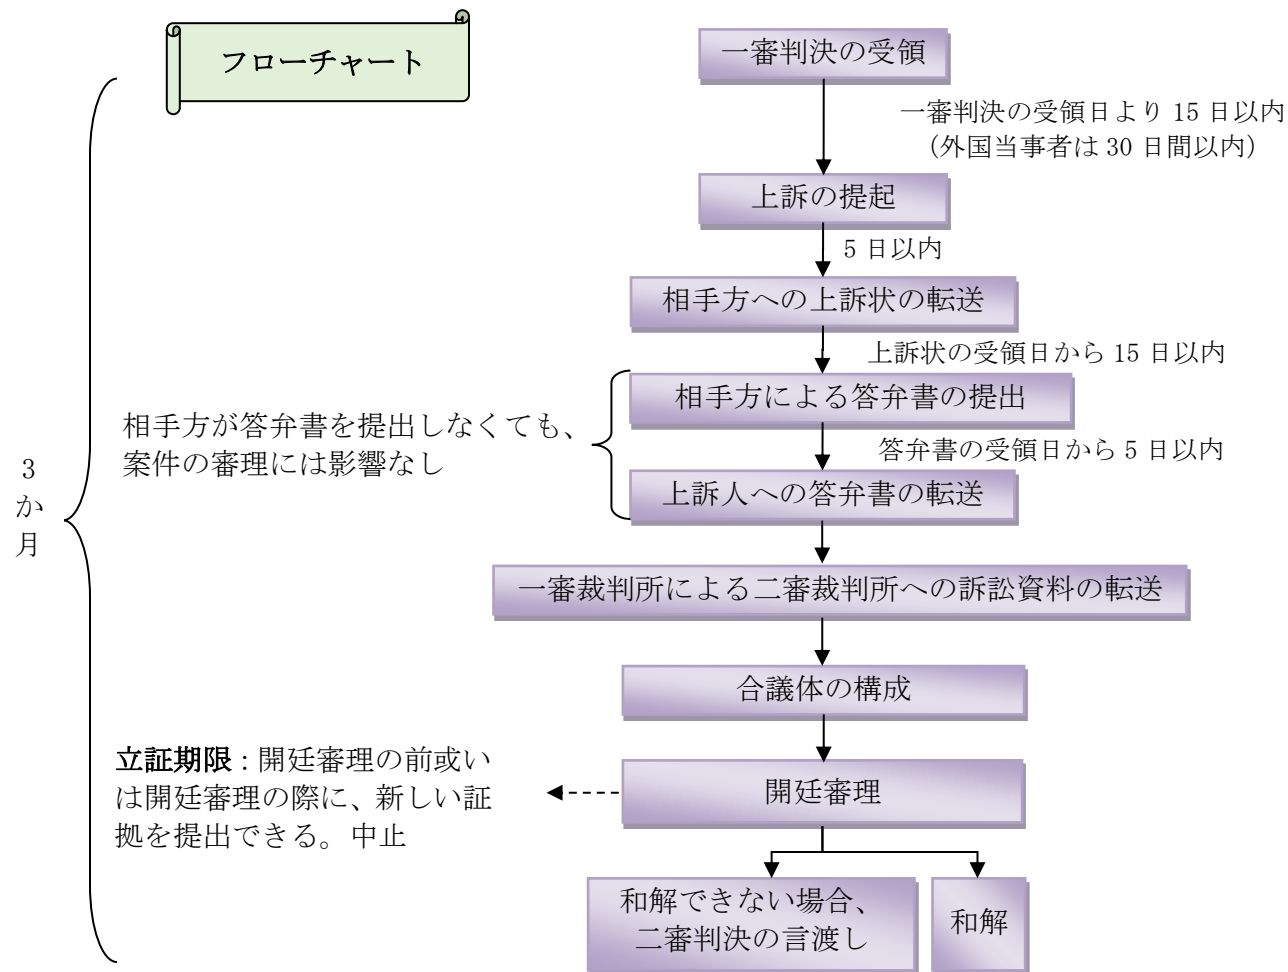 フローチャート
一審判決の受領
一審判決の受領日より 15 日以内
（外国当事者は 30 日間以内）
上訴の提起
5 日以内
相手方への上訴状の転送
上訴状の受領日から 15 日以内
相手方による答弁書の提出
相手方が答弁書を提出しなくても、
案件の審理には影響なし
答弁書の受領日から 5 日以内
上訴人への答弁書の転送
3
か
月
一審裁判所による二審裁判所への訴訟資料の転送
合議体の構成
立証期限：開廷審理の前或い
は開廷審理の際に、新しい証
拠を提出できる。中止
開廷審理
和解できない場合、
二審判決の言渡し
和解